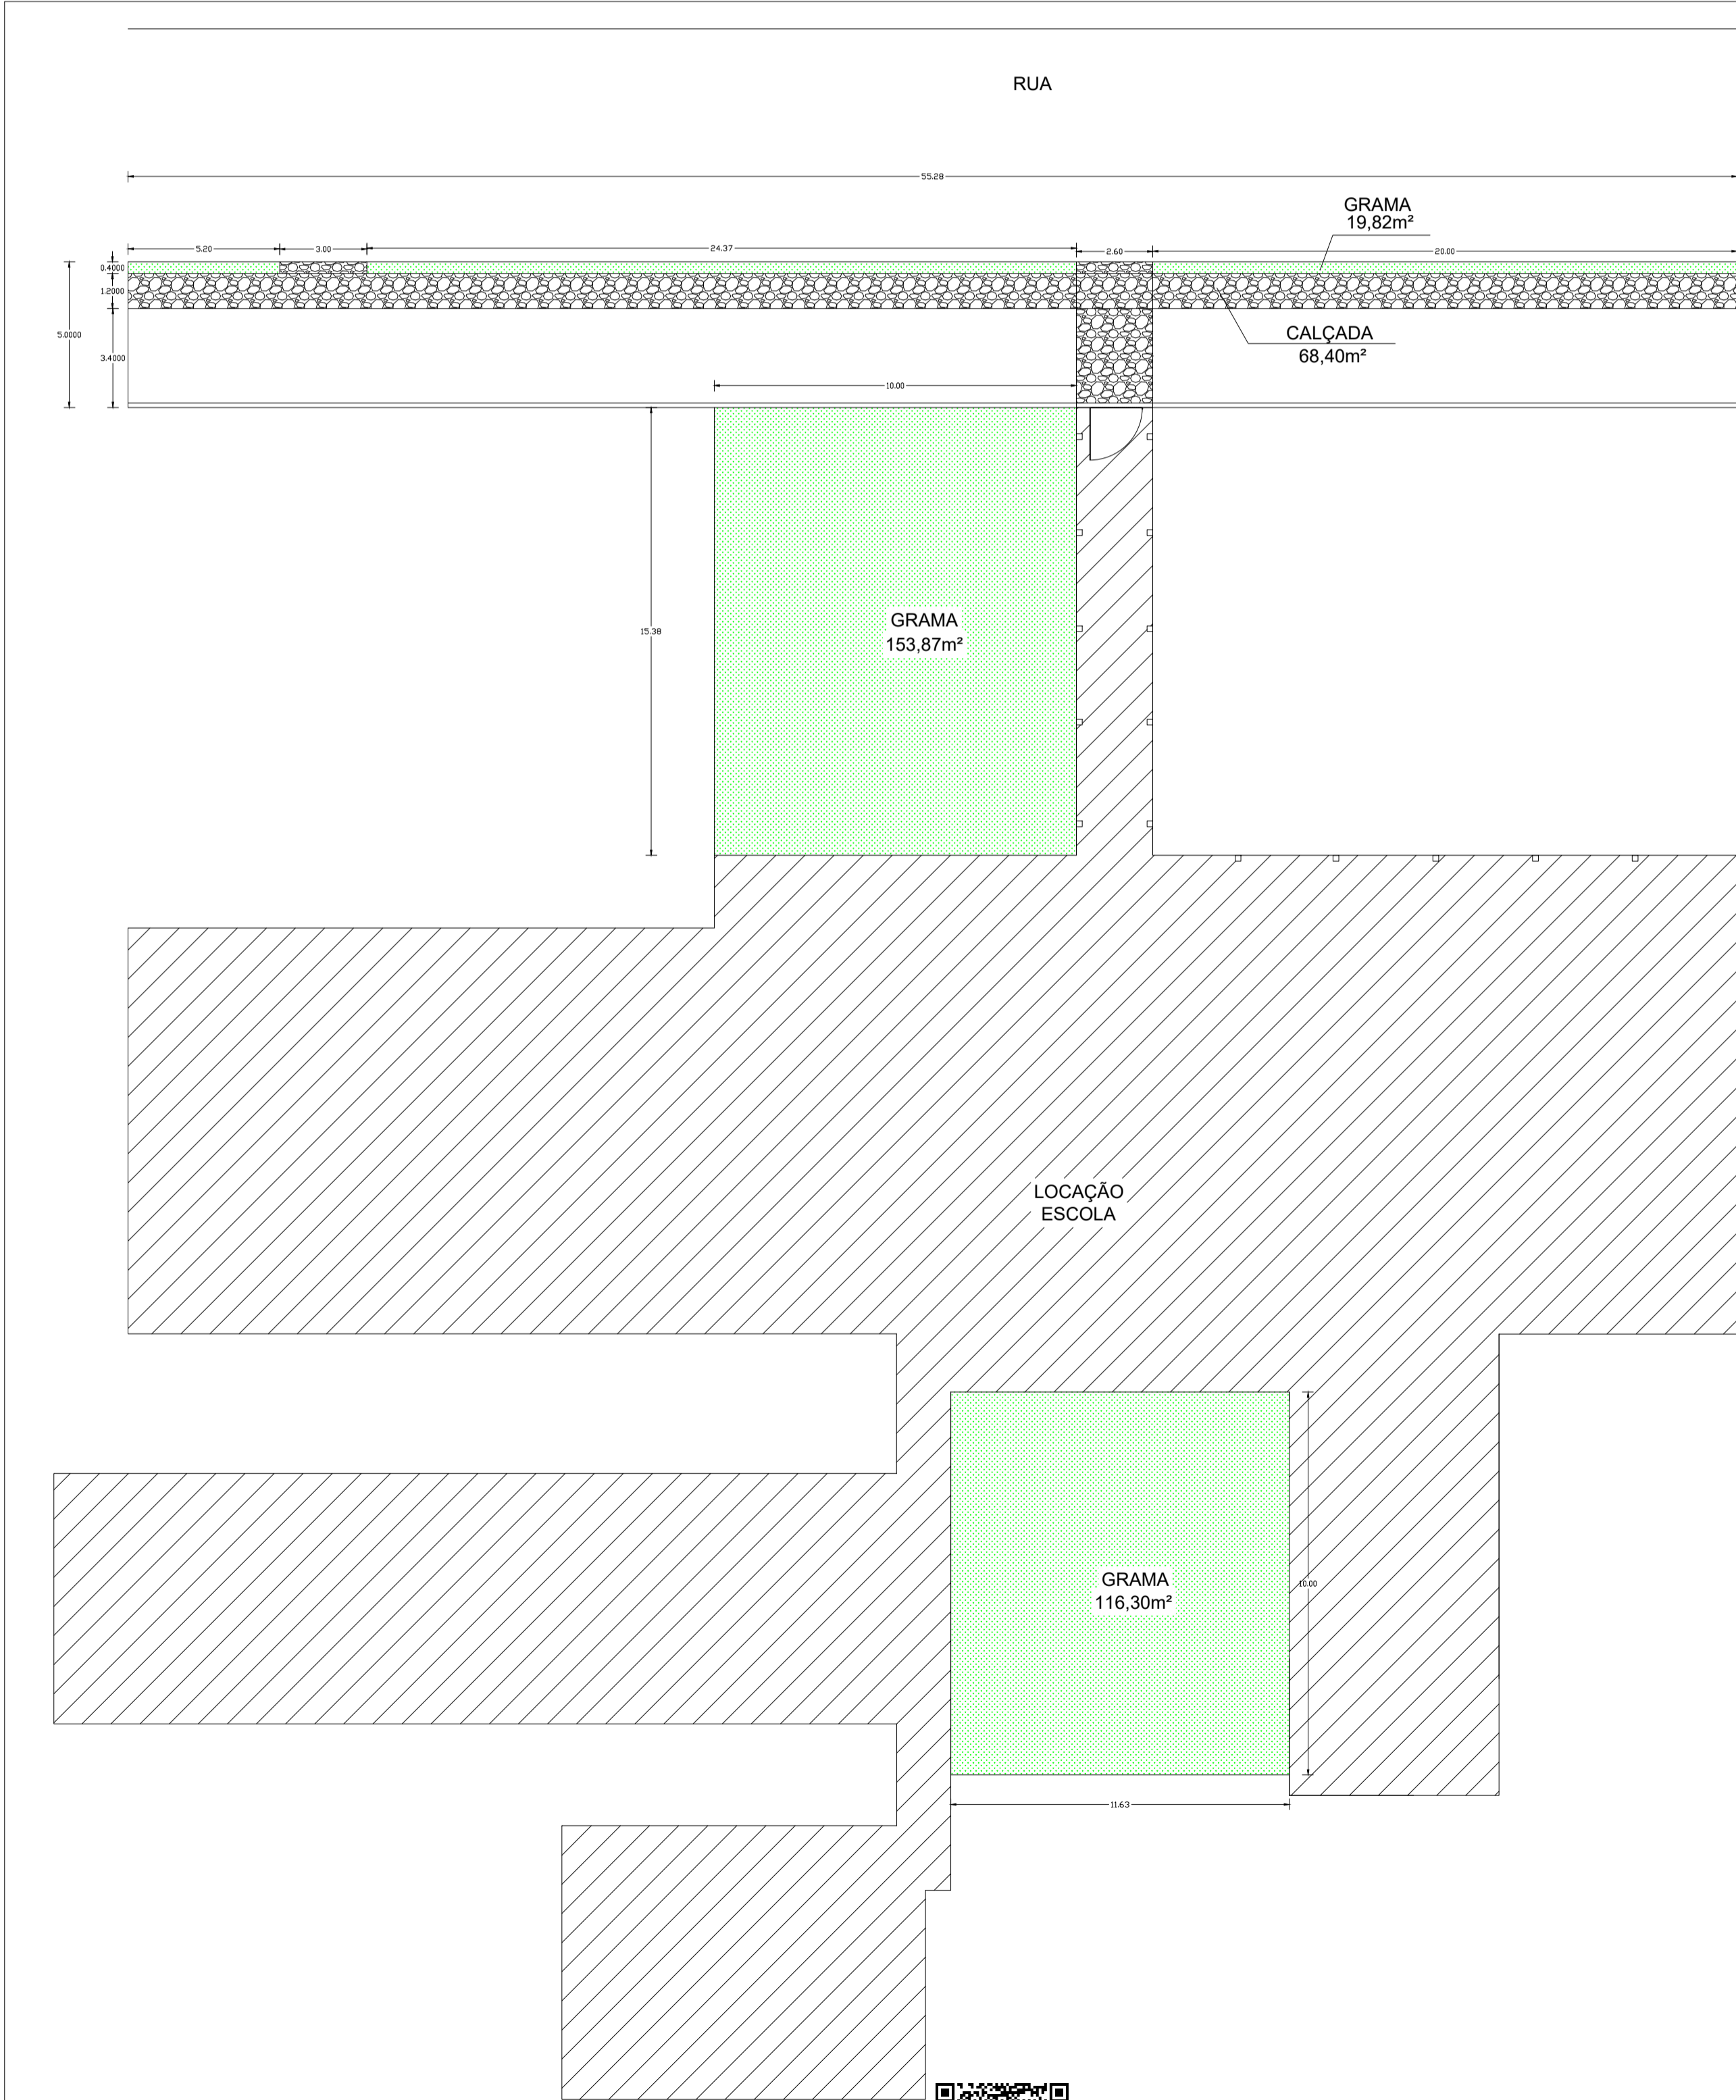 RUA
55.28
GRAMA
19,82m²
5.20
3.00
24.37
2.60
20.00
0.4000
1.2000
5.0000
3.4000
CALÇADA
68,40m²
10.00
15.38
GRAMA
153,87m²
LOCAÇÃO
ESCOLA
GRAMA
116,30m²
10.00
11.63